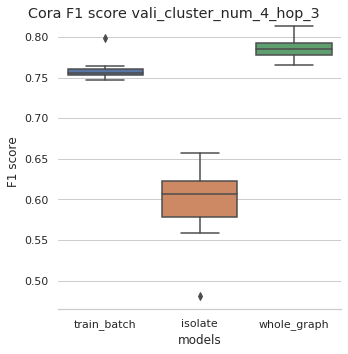 Cora F1 score vali_cluster_num_4_hop_3
0.80
0.75
0.70
0.65
0.60
0.55
0.50
F1 score
train_batch isolate whole_graph
models